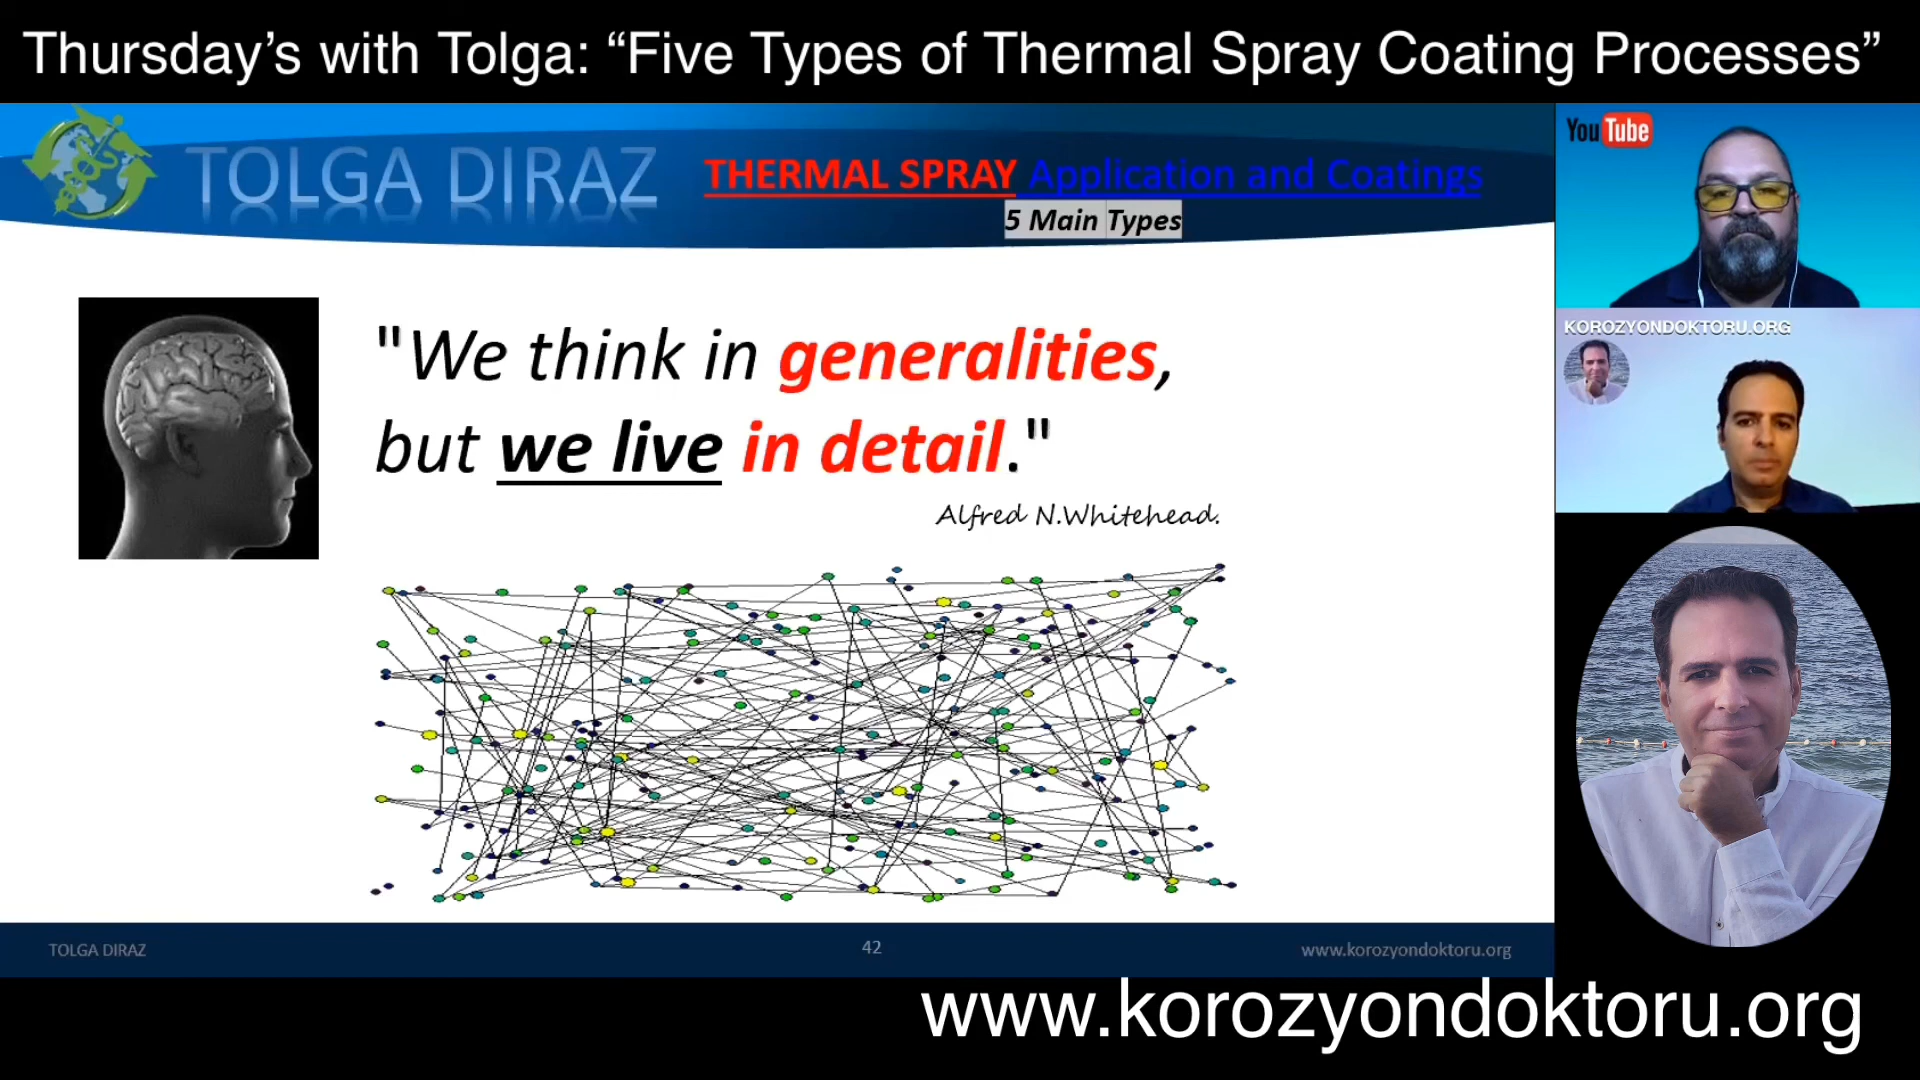 Thursday’s with Tolga: “Five Types of Thermal Spray Coating Processes”
TOLGA DIRAZ
THERMAL SPRAY Application and Coatings
5 Main Types
"We think in generalities,
but we live in detail."
Alfred N.Whitehead.
TOLGA DIRAZ
42
www.korozyondoktoru.org
YouTube
KOROZYONDOKTORU.ORG
www.korozyondoktoru.org